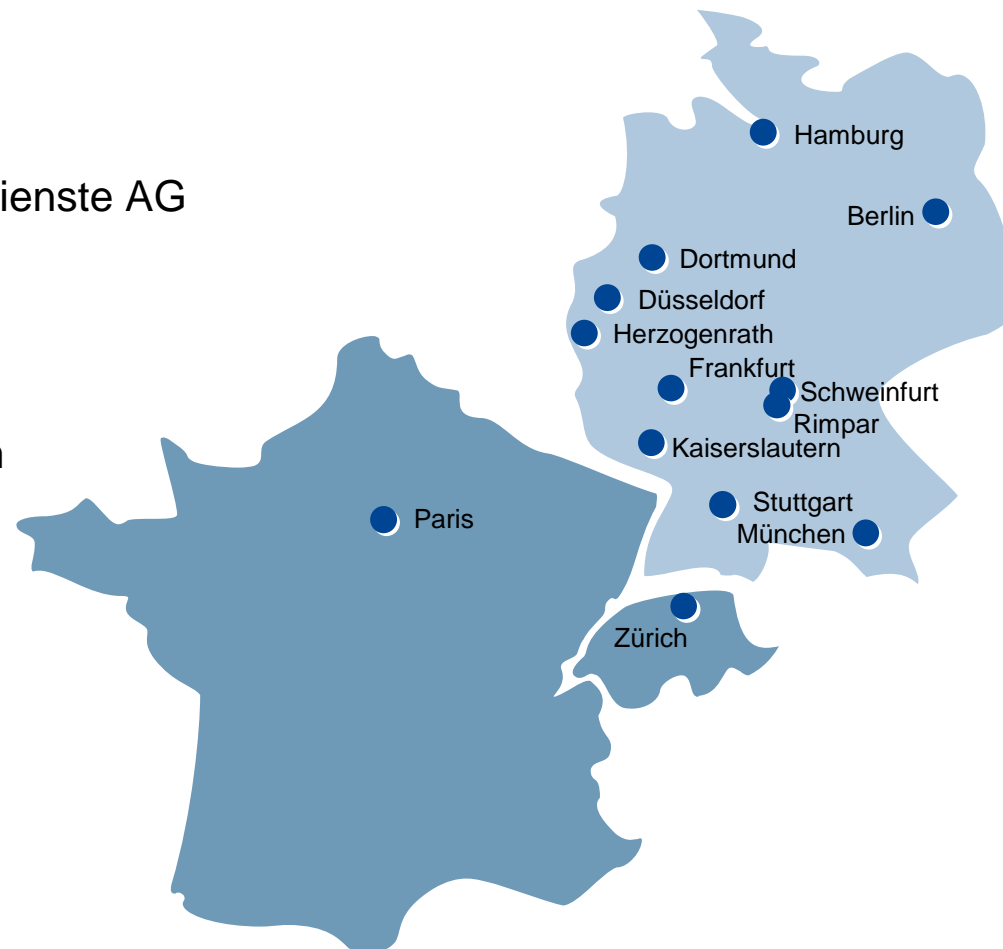 ienste AG
n
Hamburg
Berlin
Dortmund
Düsseldorf
Herzogenrath
Frankfurt
Schweinfurt
Rimpar
Kaiserslautern
Stuttgart
München
Paris
Zürich